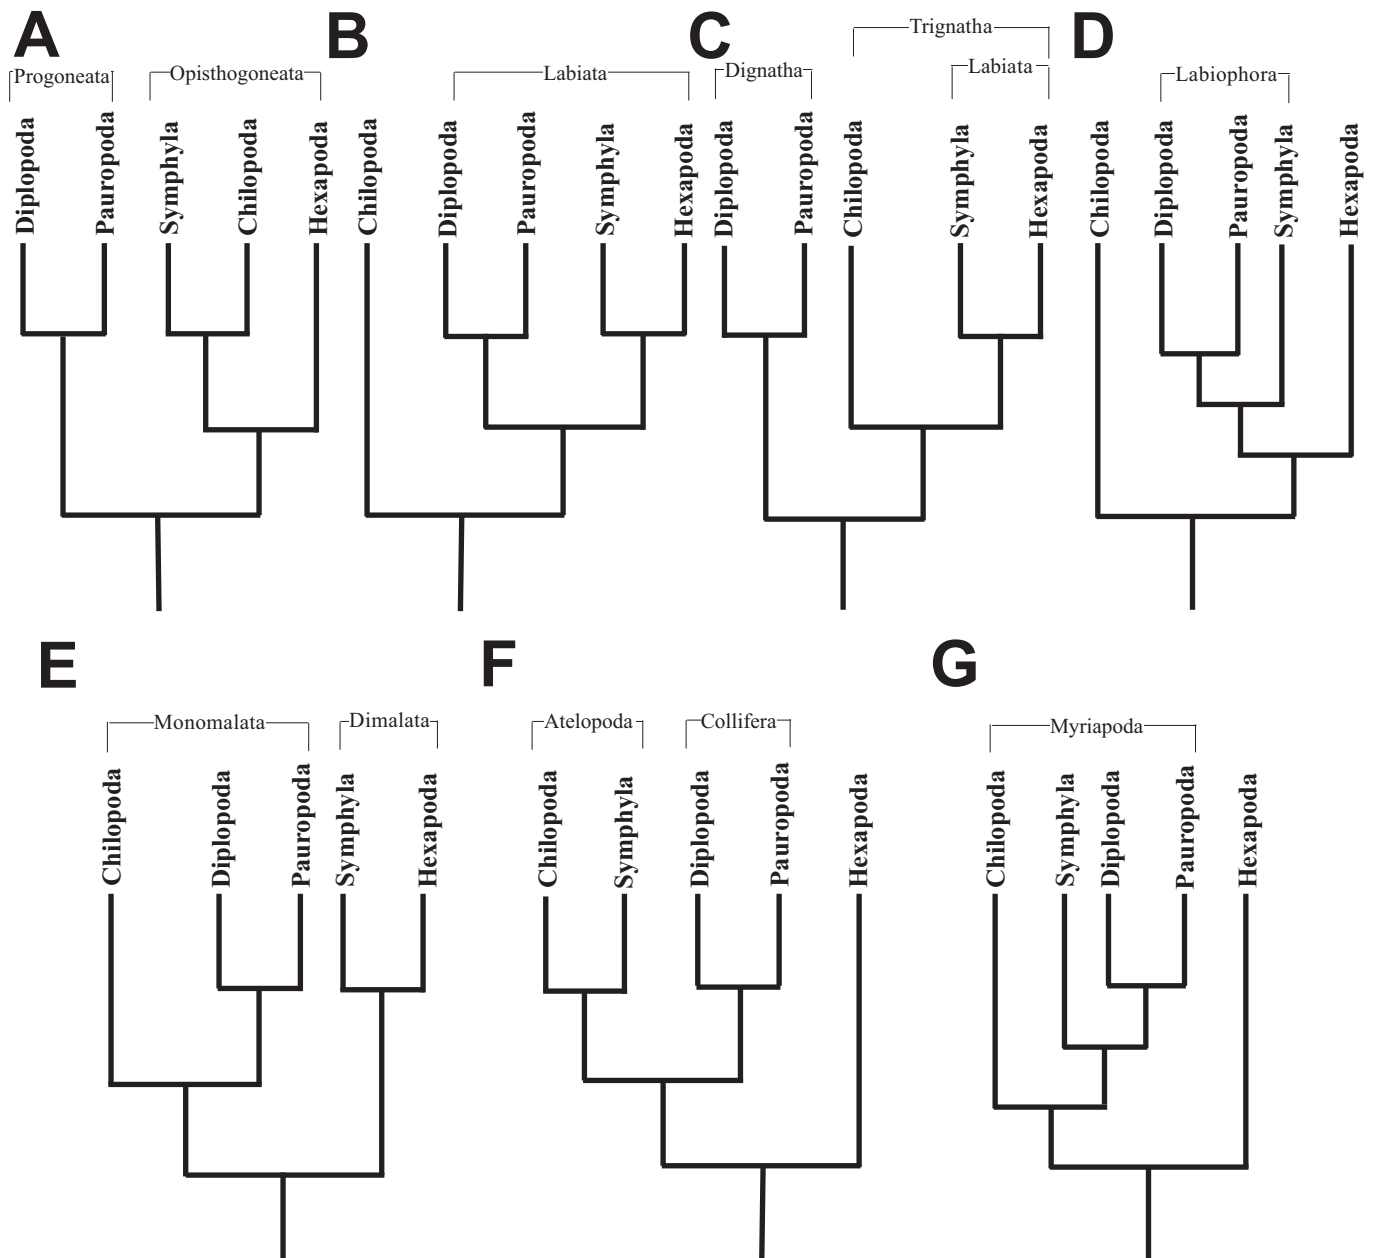 A
B
C
D
Trignatha
Progoneata
Opisthogoneata
Labiata
Dignatha
Labiata
Labiophora
Diplopoda
Pauropoda
Symphyla
Chilopoda
Hexapoda
Chilopoda
Diplopoda
Pauropoda
Symphyla
Hexapoda
Diplopoda
Pauropoda
Chilopoda
Symphyla
Hexapoda
Chilopoda
Diplopoda
Pauropoda
Symphyla
Hexapoda
E
F
G
Monomalata
Dimalata
Atelopoda
Collifera
Myriapoda
Chilopoda
Diplopoda
Pauropoda
Symphyla
Hexapoda
Chilopoda
Symphyla
Diplopoda
Pauropoda
Hexapoda
Chilopoda
Symphyla
Diplopoda
Pauropoda
Hexapoda